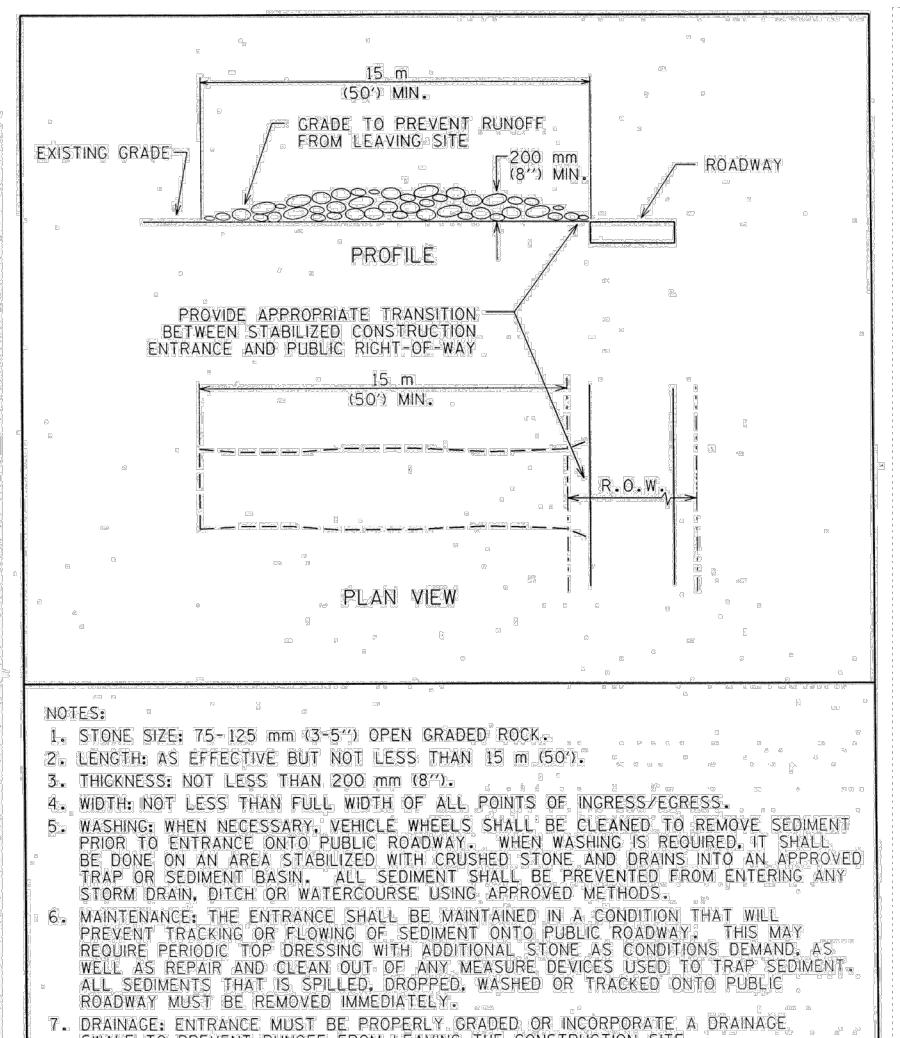 15 m
(50') MIN.
GRADE TO PREVENT RUNOFF
FROM LEAVING SITE
EXISTING GRADE
200 mm
(8'') MIN.
ROADWAY
PROFILE
PROVIDE APPROPRIATE TRANSITION
BETWEEN STABILIZED CONSTRUCTION
ENTRANCE AND PUBLIC RIGHT-OF-WAY
15 m
(50') MIN.
R.O.W.
PLAN VIEW
NOTES:
1. STONE SIZE: 75-125 mm (3-5'') OPEN GRADED ROCK.
2. LENGTH: AS EFFECTIVE BUT NOT LESS THAN 15 m (50').
3. THICKNESS: NOT LESS THAN 200 mm (8'').
4. WIDTH: NOT LESS THAN FULL WIDTH OF ALL POINTS OF INGRESS/EGRESS.
5. WASHING: WHEN NECESSARY, VEHICLE WHEELS SHALL BE CLEANED TO REMOVE SEDIMENT
PRIOR TO ENTRANCE ONTO PUBLIC ROADWAY. WHEN WASHING IS REQUIRED, IT SHALL
BE DONE ON AN AREA STABILIZED WITH CRUSHED STONE AND DRAINS INTO AN APPROVED
TRAP OR SEDIMENT BASIN. ALL SEDIMENT SHALL BE PREVENTED FROM ENTERING ANY
STORM DRAIN, DITCH OR WATERCOURSE USING APPROVED METHODS.
6. MAINTENANCE: THE ENTRANCE SHALL BE MAINTAINED IN A CONDITION THAT WILL
PREVENT TRACKING OR FLOWING OF SEDIMENT ONTO PUBLIC ROADWAY. THIS MAY
REQUIRE PERIODIC TOP DRESSING WITH ADDITIONAL STONE AS CONDITIONS DEMAND, AS
WELL AS REPAIR AND CLEAN OUT OF ANY MEASURE DEVICES USED TO TRAP SEDIMENT.
ALL SEDIMENTS THAT IS SPILLED, DROPPED, WASHED OR TRACKED ONTO PUBLIC
ROADWAY MUST BE REMOVED IMMEDIATELY.
7. DRAINAGE: ENTRANCE MUST BE PROPERLY GRADED OR INCORPORATE A DRAINAGE
SWALE TO PREVENT RUNOFF FROM LEAVING THE CONSTRUCTION SITE